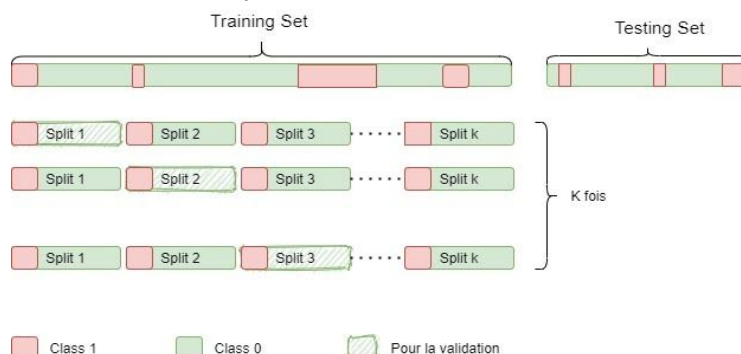 Training Set
Testing Set
Split 1 Split 2 Split 3 Split k
Split 1 Split 2 Split 3 Split k
K fois
Split 1 Split 2 Split 3 Split k
Class 1 Class 0 Pour la validation